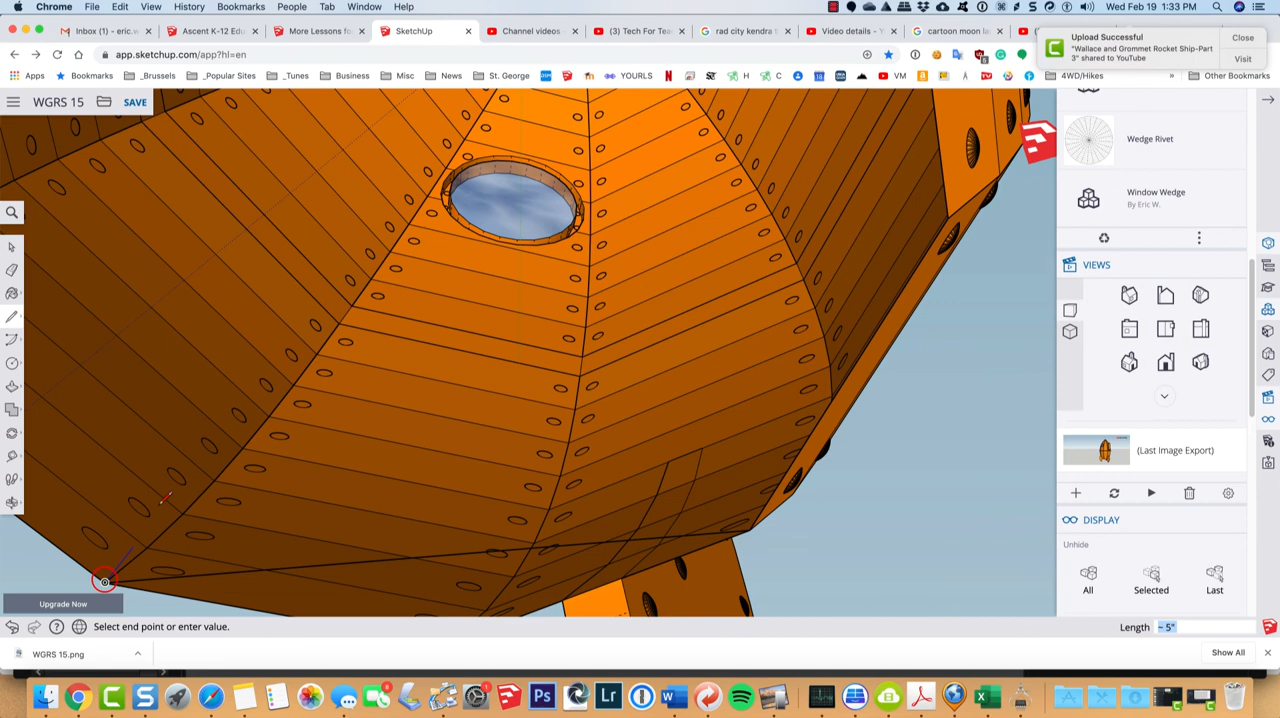 Chrome File Edit View History Bookmarks People Tab Window Help Wed Feb 19 1:33 PM
Inbox (1) - eric.w Ascent K-12 Edu More Lessons fo SketchUp Channel videos - (3) Tech For Tea rad city kendra t Video details - Y cartoon moon la
Upload Successful
"Wallace and Grommet Rocket Ship-Part
3" shared to YouTube
Close
Visit
app.sketchup.com/app?hl=en
Apps Bookmarks _Brussels _Popular Sites _Tunes Business Misc News St. George YOURLS H C VM 4WD/Hikes » Other Bookmarks
WGRS 15 SAVE
Wedge Rivet
Window Wedge
By Eric W.
VIEWS
(Last Image Export)
DISPLAY
Unhide
All Selected Last
Upgrade Now
Select end point or enter value.
Length ~ 5"
WGRS 15.png
Show All